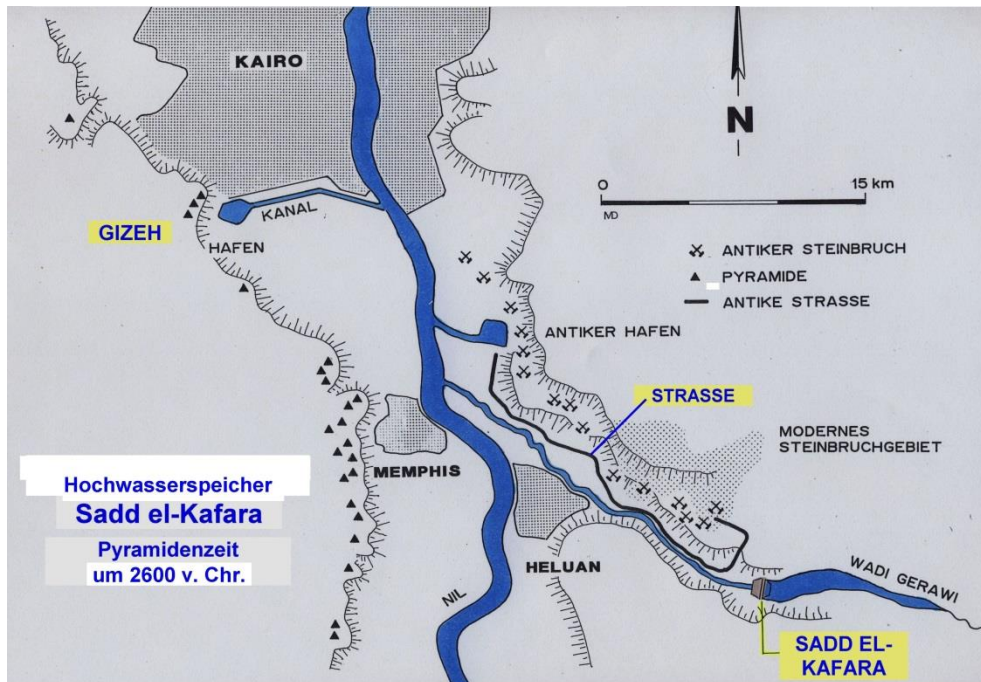 KAIRO
N
0
15 km
MD
KANAL
GIZEH
HAFEN
ANTIKER STEINBRUCH
PYRAMIDE
ANTIKE STRASSE
ANTIKER HAFEN
STRASSE
MODERNES
STEINBRUCHGEBIET
MEMPHIS
Hochwasserspeicher
Sadd el-Kafara
Pyramidenzeit
um 2600 v. Chr.
HELUAN
WADI GERAWI
NIL
SADD EL-
KAFARA